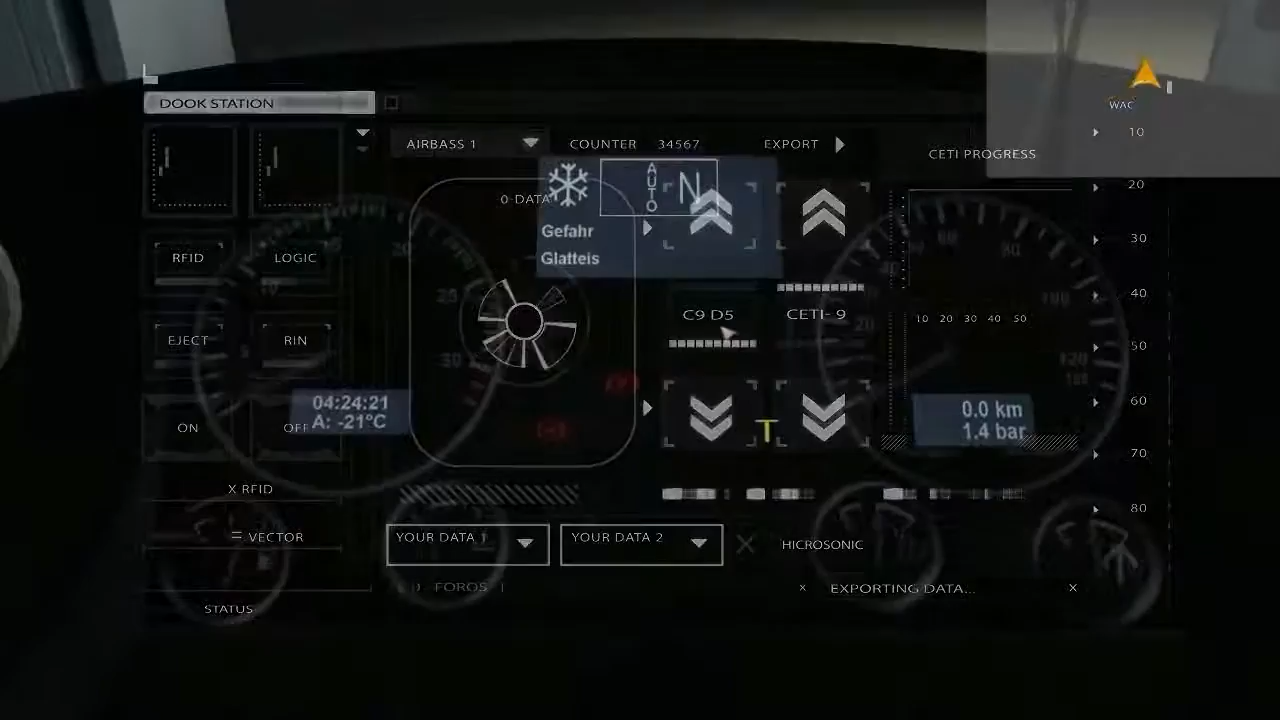 DOOK STATION
WAC
AIRBASS 1
COUNTER 34567
EXPORT
CETI PROGRESS
10
20
30
40
50
60
70
80
0-DATA
AUTO
N
Gefahr
Glatteis
RFID
LOGIC
C9 D5
CETI- 9
10 20 30 40 50
EJECT
RIN
04:24:21
A: -21°C
0.0 km
1.4 bar
T
ON
OFF
X RFID
= VECTOR
YOUR DATA 1
YOUR DATA 2
HICROSONIC
FOROS
x EXPORTING DATA... x
STATUS